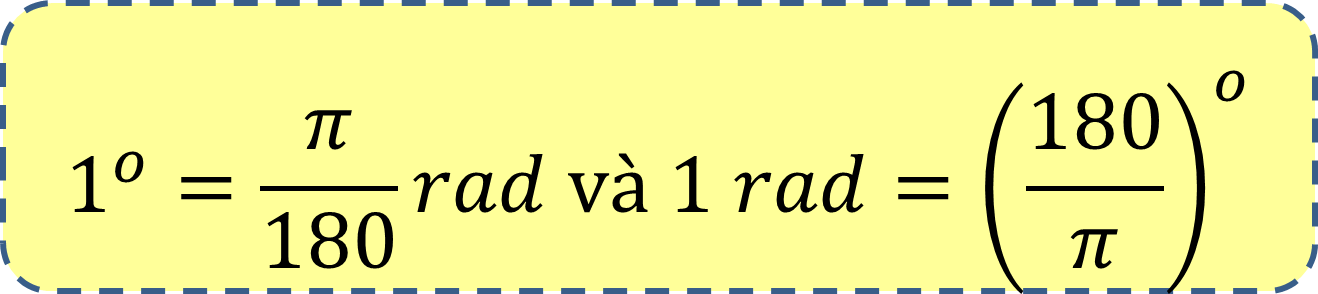 1° = π/180 rad và 1 rad = (180/π)°